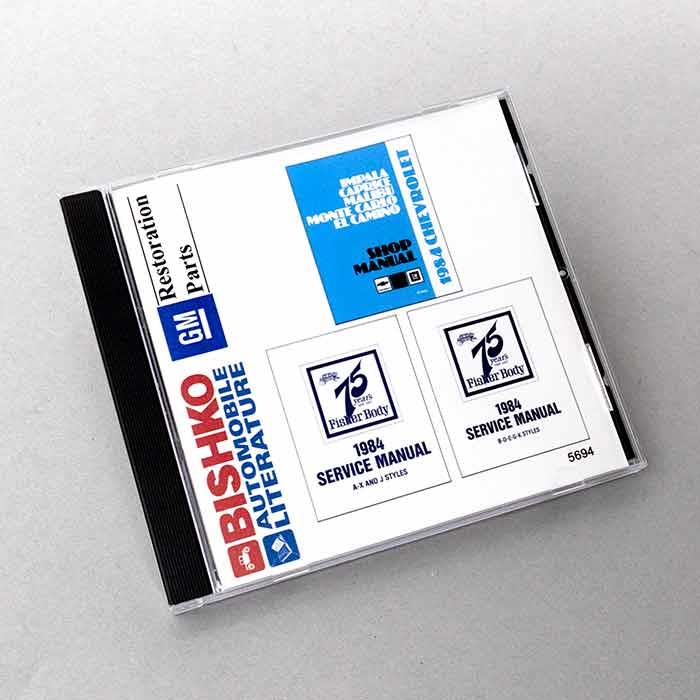 GM
Restoration
Parts
BISHKO
AUTOMOBILE
LITERATURE
IMPALA
CAPRICE
MALIBU
MONTE CARLO
EL CAMINO
SHOP
MANUAL
1984 CHEVROLET
75
years
Fisher Body
1984
SERVICE MANUAL
A-X AND J STYLES
75
years
Fisher Body
1984
SERVICE MANUAL
B-D-E-G-K STYLES
5694